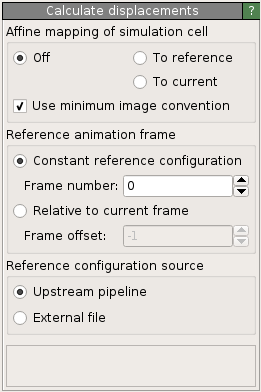 Calculate displacements ?
Affine mapping of simulation cell
Off To reference
To current
Use minimum image convention
Reference animation frame
Constant reference configuration
Frame number: 0
Relative to current frame
Frame offset: -1
Reference configuration source
Upstream pipeline
External file